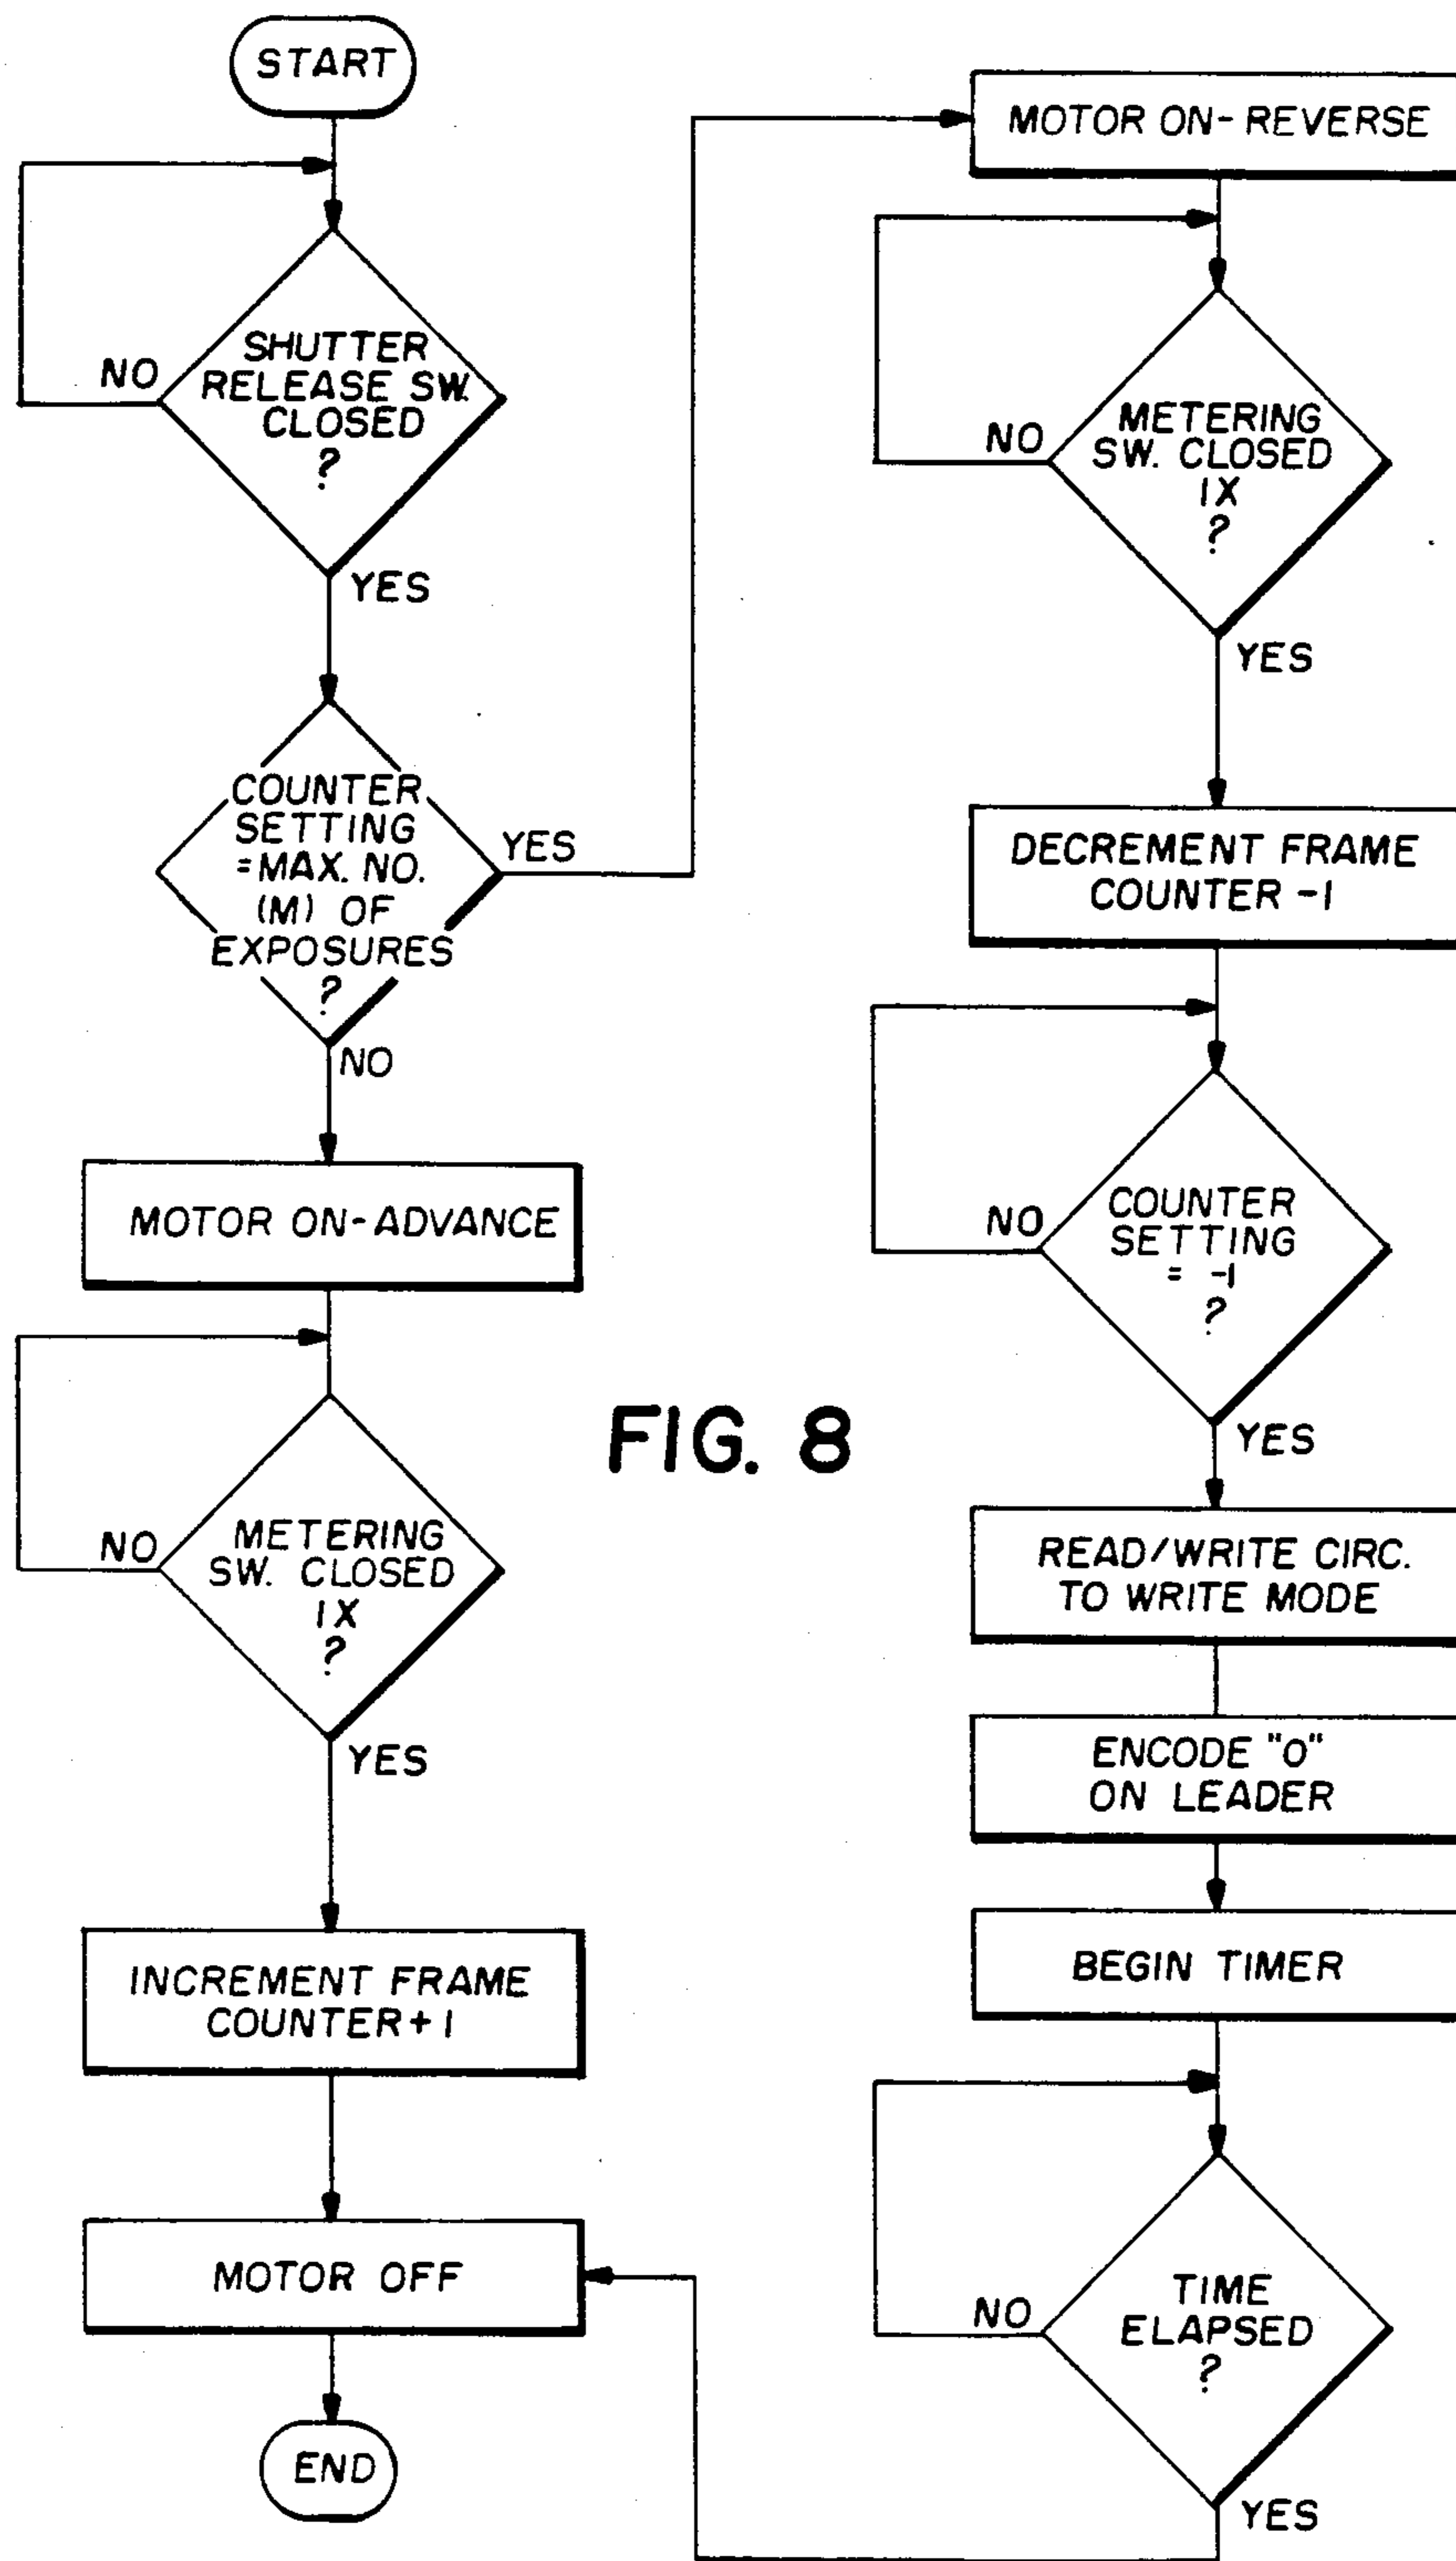 START
SHUTTER
RELEASE SW.
CLOSED
?
NO
YES
COUNTER
SETTING
=MAX. NO.
(M) OF
EXPOSURES
?
YES
NO
MOTOR ON-ADVANCE
METERING
SW. CLOSED
1X
?
NO
YES
INCREMENT FRAME
COUNTER+1
MOTOR OFF
END
MOTOR ON-REVERSE
METERING
SW. CLOSED
1X
?
NO
YES
DECREMENT FRAME
COUNTER -1
COUNTER
SETTING
= -1
?
NO
YES
READ/WRITE CIRC.
TO WRITE MODE
ENCODE "0"
ON LEADER
BEGIN TIMER
TIME
ELAPSED
?
NO
YES
FIG. 8